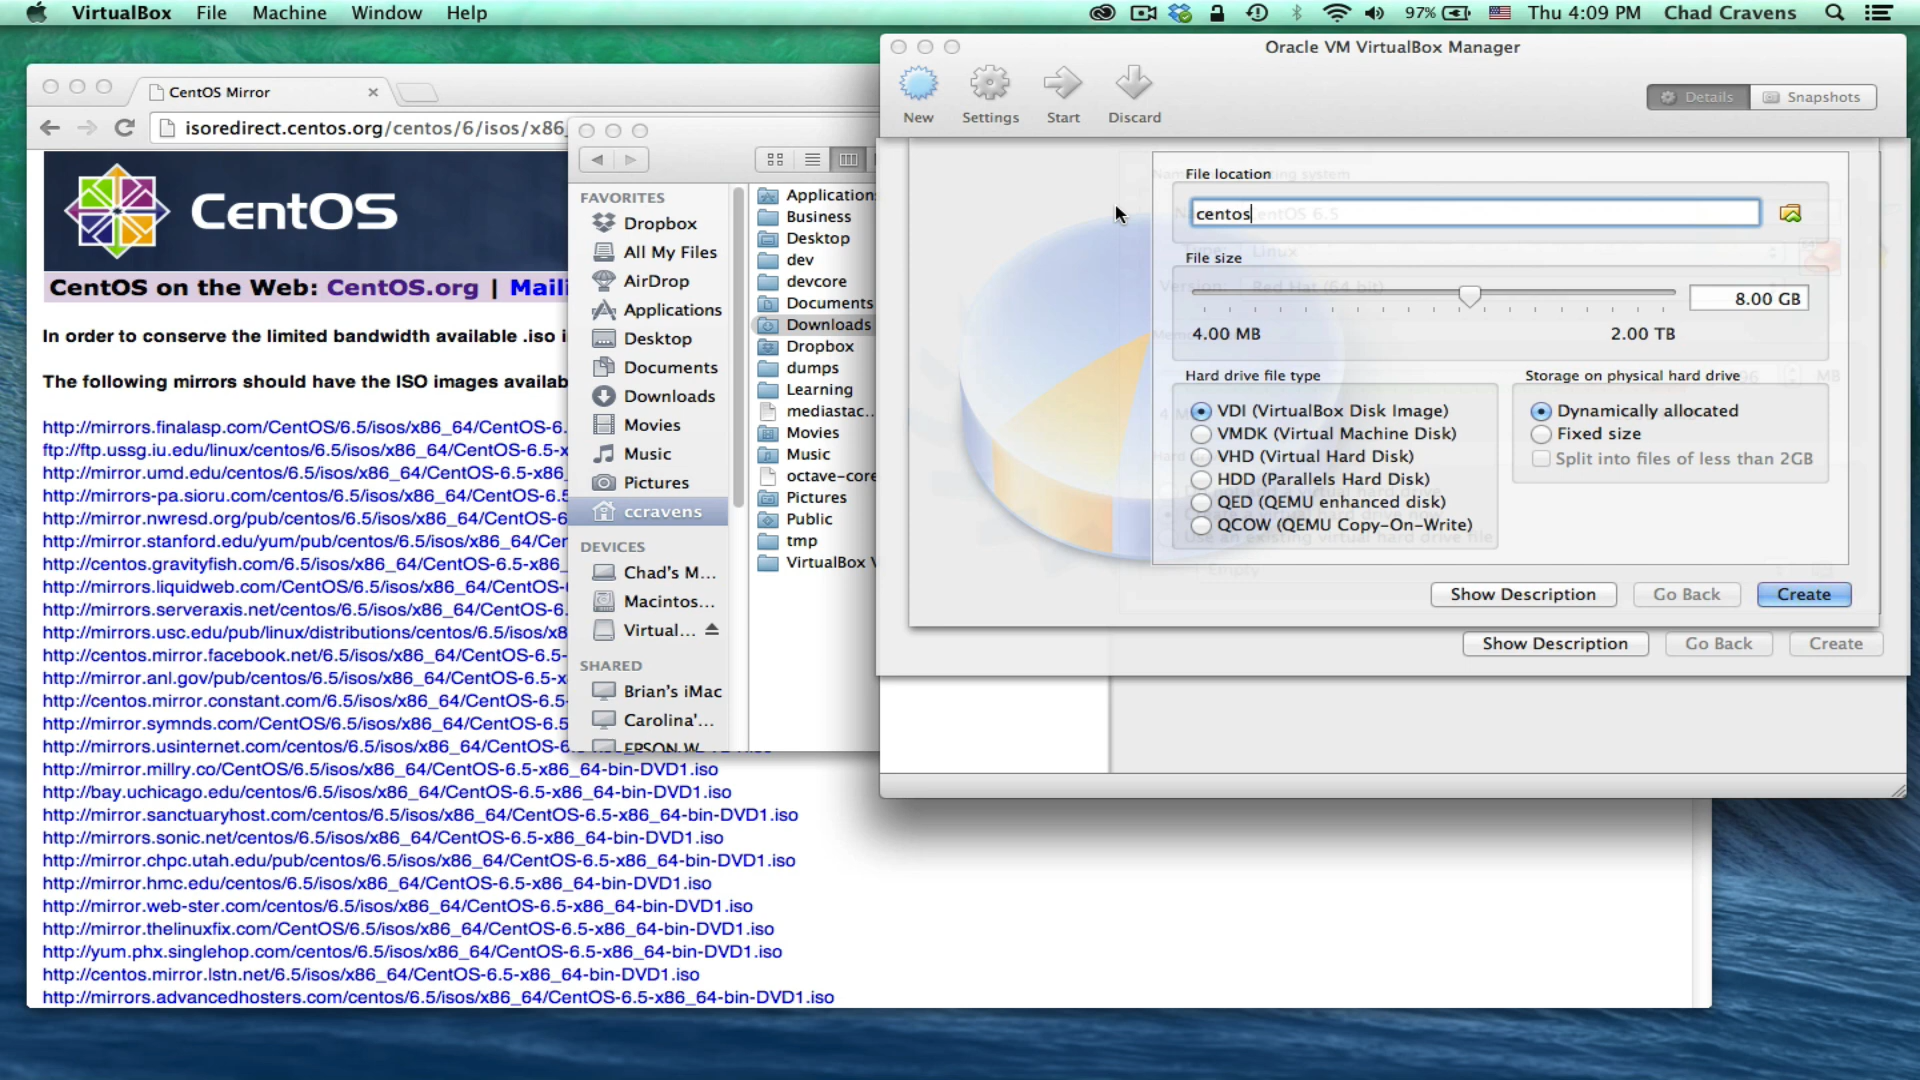 VirtualBox File Machine Window Help
97% Thu 4:09 PM Chad Cravens
CentOS Mirror
isoredirect.centos.org/centos/6/isos/x86_
CentOS
CentOS on the Web: CentOS.org | Maili
In order to conserve the limited bandwidth available .iso i
The following mirrors should have the ISO images availab
http://mirrors.finalasp.com/CentOS/6.5/isos/x86_64/CentOS-6.
ftp://ftp.ussg.iu.edu/linux/centos/6.5/isos/x86_64/CentOS-6.5-x
http://mirror.umd.edu/centos/6.5/isos/x86_64/CentOS-6.5-x86_
http://mirrors-pa.sioru.com/centos/6.5/isos/x86_64/CentOS-6.5
http://mirror.nwresd.org/pub/centos/6.5/isos/x86_64/CentOS-6
http://mirror.stanford.edu/yum/pub/centos/6.5/isos/x86_64/Cer
http://centos.gravityfish.com/6.5/isos/x86_64/CentOS-6.5-x86_
http://mirrors.liquidweb.com/CentOS/6.5/isos/x86_64/CentOS-
http://mirrors.serveraxis.net/centos/6.5/isos/x86_64/CentOS-6.
http://mirrors.usc.edu/pub/linux/distributions/centos/6.5/isos/x8
http://centos.mirror.facebook.net/6.5/isos/x86_64/CentOS-6.5-
http://mirror.anl.gov/pub/centos/6.5/isos/x86_64/CentOS-6.5-x
http://centos.mirror.constant.com/6.5/isos/x86_64/CentOS-6.5
http://mirror.symnds.com/CentOS/6.5/isos/x86_64/CentOS-6.5
http://mirrors.usinternet.com/centos/6.5/isos/x86_64/CentOS-6
http://mirror.millry.co/CentOS/6.5/isos/x86_64/CentOS-6.5-x86_64-bin-DVD1.iso
http://bay.uchicago.edu/centos/6.5/isos/x86_64/CentOS-6.5-x86_64-bin-DVD1.iso
http://mirror.sanctuaryhost.com/centos/6.5/isos/x86_64/CentOS-6.5-x86_64-bin-DVD1.iso
http://mirrors.sonic.net/centos/6.5/isos/x86_64/CentOS-6.5-x86_64-bin-DVD1.iso
http://mirror.chpc.utah.edu/pub/centos/6.5/isos/x86_64/CentOS-6.5-x86_64-bin-DVD1.iso
http://mirror.hmc.edu/centos/6.5/isos/x86_64/CentOS-6.5-x86_64-bin-DVD1.iso
http://mirror.web-ster.com/centos/6.5/isos/x86_64/CentOS-6.5-x86_64-bin-DVD1.iso
http://mirror.thelinuxfix.com/CentOS/6.5/isos/x86_64/CentOS-6.5-x86_64-bin-DVD1.iso
http://yum.phx.singlehop.com/centos/6.5/isos/x86_64/CentOS-6.5-x86_64-bin-DVD1.iso
http://centos.mirror.lstn.net/6.5/isos/x86_64/CentOS-6.5-x86_64-bin-DVD1.iso
http://mirrors.advancedhosters.com/centos/6.5/isos/x86_64/CentOS-6.5-x86_64-bin-DVD1.iso
FAVORITES
Dropbox
All My Files
AirDrop
Applications
Desktop
Documents
Downloads
Movies
Music
Pictures
ccravens
DEVICES
Chad's M...
Macintos...
Virtual...
SHARED
Brian's iMac
Carolina'...
EPSON W
Application
Business
Desktop
dev
devcore
Documents
Downloads
Dropbox
dumps
Learning
mediastac...
Movies
Music
octave-core
Pictures
Public
tmp
VirtualBox V
Oracle VM VirtualBox Manager
New Settings Start Discard
Details Snapshots
File location
centos
File size
8.00 GB
4.00 MB 2.00 TB
Hard drive file type
VDI (VirtualBox Disk Image)
VMDK (Virtual Machine Disk)
VHD (Virtual Hard Disk)
HDD (Parallels Hard Disk)
QED (QEMU enhanced disk)
QCOW (QEMU Copy-On-Write)
Storage on physical hard drive
Dynamically allocated
Fixed size
Split into files of less than 2GB
Show Description Go Back Create
Show Description Go Back Create